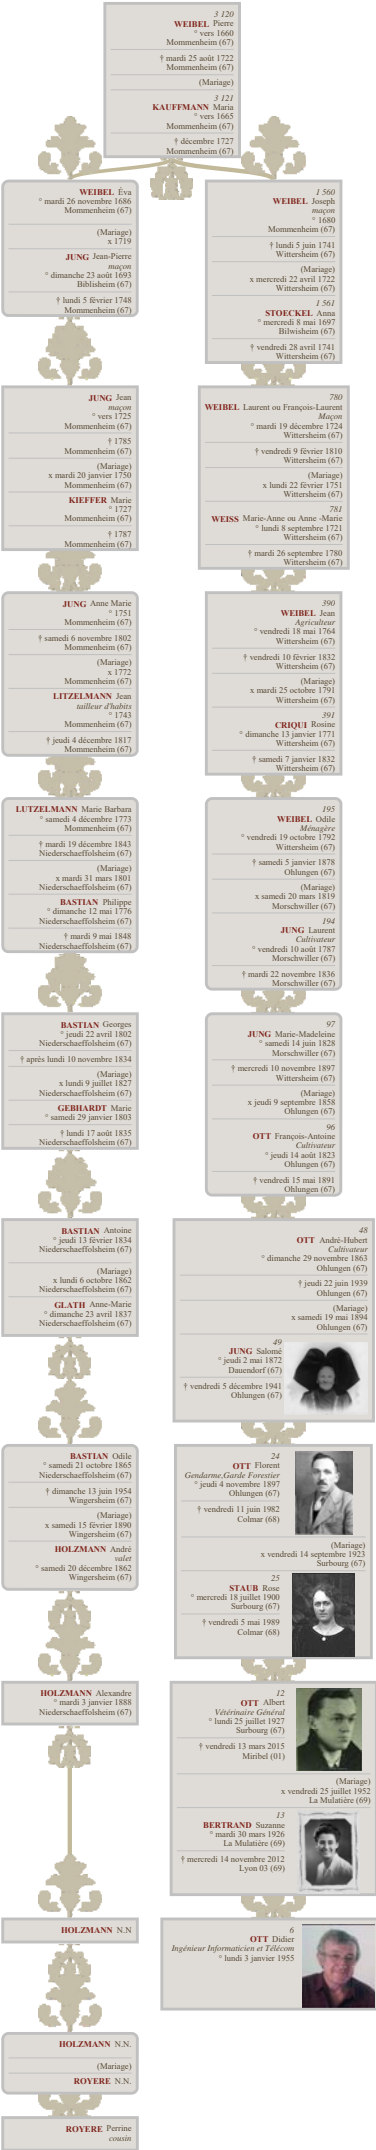 3 120
WEIBEL Pierre
° vers 1660
Mommenheim (67)
† mardi 25 août 1722
Mommenheim (67)
(Mariage)
3 121
KAUFFMANN Maria
° vers 1665
Mommenheim (67)
† décembre 1727
Mommenheim (67)
WEIBEL Éva
° mardi 26 novembre 1686
Mommenheim (67)
(Mariage)
x 1719
JUNG Jean-Pierre
maçon
° dimanche 23 août 1693
Biblisheim (67)
† lundi 5 février 1748
Mommenheim (67)
1 560
WEIBEL Joseph
maçon
° 1680
Mommenheim (67)
† lundi 5 juin 1741
Wittersheim (67)
(Mariage)
x mercredi 22 avril 1722
Wittersheim (67)
1 561
STOECKEL Anna
° mercredi 8 mai 1697
Bilwisheim (67)
† vendredi 28 avril 1741
Wittersheim (67)
JUNG Jean
maçon
° vers 1725
Mommenheim (67)
† 1785
Mommenheim (67)
(Mariage)
x mardi 20 janvier 1750
Mommenheim (67)
KIEFFER Marie
° 1727
Mommenheim (67)
† 1787
Mommenheim (67)
780
WEIBEL Laurent ou François-Laurent
Maçon
° mardi 19 décembre 1724
Wittersheim (67)
† vendredi 9 février 1810
Wittersheim (67)
(Mariage)
x lundi 22 février 1751
Wittersheim (67)
781
WEISS Marie-Anne ou Anne -Marie
° lundi 8 septembre 1721
Wittersheim (67)
† mardi 26 septembre 1780
Wittersheim (67)
JUNG Anne Marie
° 1751
Mommenheim (67)
† samedi 6 novembre 1802
Mommenheim (67)
(Mariage)
x 1772
Mommenheim (67)
LITZELMANN Jean
tailleur d'habits
° 1743
Mommenheim (67)
† jeudi 4 décembre 1817
Mommenheim (67)
390
WEIBEL Jean
Agriculteur
° vendredi 18 mai 1764
Wittersheim (67)
† vendredi 10 février 1832
Wittersheim (67)
(Mariage)
x mardi 25 octobre 1791
Wittersheim (67)
391
CRIQUI Rosine
° dimanche 13 janvier 1771
Wittersheim (67)
† samedi 7 janvier 1832
Wittersheim (67)
LUTZELMANN Marie Barbara
° samedi 4 décembre 1773
Mommenheim (67)
† mardi 19 décembre 1843
Niederschaeffolsheim (67)
(Mariage)
x mardi 31 mars 1801
Niederschaeffolsheim (67)
BASTIAN Philippe
° dimanche 12 mai 1776
Niederschaeffolsheim (67)
† mardi 9 mai 1848
Niederschaeffolsheim (67)
195
WEIBEL Odile
Ménagère
° vendredi 19 octobre 1792
Wittersheim (67)
† samedi 5 janvier 1878
Ohlungen (67)
(Mariage)
x samedi 20 mars 1819
Morschwiller (67)
194
JUNG Laurent
Cultivateur
° vendredi 10 août 1787
Morschwiller (67)
† mardi 22 novembre 1836
Morschwiller (67)
BASTIAN Georges
° jeudi 22 avril 1802
Niederschaeffolsheim (67)
† après lundi 10 novembre 1834
(Mariage)
x lundi 9 juillet 1827
Niederschaeffolsheim (67)
GEBHARDT Marie
° samedi 29 janvier 1803
† lundi 17 août 1835
Niederschaeffolsheim (67)
97
JUNG Marie-Madeleine
° samedi 14 juin 1828
Morschwiller (67)
† mercredi 10 novembre 1897
Wittersheim (67)
(Mariage)
x jeudi 9 septembre 1858
Ohlungen (67)
96
OTT François-Antoine
Cultivateur
° jeudi 14 août 1823
Ohlungen (67)
† vendredi 15 mai 1891
Ohlungen (67)
BASTIAN Antoine
° jeudi 13 février 1834
Niederschaeffolsheim (67)
(Mariage)
x lundi 6 octobre 1862
Niederschaeffolsheim (67)
GLATH Anne-Marie
° dimanche 23 avril 1837
Niederschaeffolsheim (67)
48
OTT André-Hubert
Cultivateur
° dimanche 29 novembre 1863
Ohlungen (67)
† jeudi 22 juin 1939
Ohlungen (67)
(Mariage)
x samedi 19 mai 1894
Ohlungen (67)
49
JUNG Salomé
° jeudi 2 mai 1872
Dauendorf (67)
† vendredi 5 décembre 1941
Ohlungen (67)
BASTIAN Odile
° samedi 21 octobre 1865
Niederschaeffolsheim (67)
† dimanche 13 juin 1954
Wingersheim (67)
(Mariage)
x samedi 15 février 1890
Wingersheim (67)
HOLZMANN André
valet
° samedi 20 décembre 1862
Wingersheim (67)
24
OTT Florent
Gendarme,Garde Forestier
° jeudi 4 novembre 1897
Ohlungen (67)
† vendredi 11 juin 1982
Colmar (68)
(Mariage)
x vendredi 14 septembre 1923
Surbourg (67)
25
STAUB Rose
° mercredi 18 juillet 1900
Surbourg (67)
† vendredi 5 mai 1989
Colmar (68)
HOLZMANN Alexandre
° mardi 3 janvier 1888
Niederschaeffolsheim (67)
12
OTT Albert
Vétérinaire Général
° lundi 25 juillet 1927
Surbourg (67)
† vendredi 13 mars 2015
Miribel (01)
(Mariage)
x vendredi 25 juillet 1952
La Mulatière (69)
13
BERTRAND Suzanne
° mardi 30 mars 1926
La Mulatière (69)
† mercredi 14 novembre 2012
Lyon 03 (69)
HOLZMANN N.N
6
OTT Didier
Ingénieur Informaticien et Télécom
° lundi 3 janvier 1955
HOLZMANN N.N.
(Mariage)
ROYERE N.N.
ROYERE Perrine
cousin